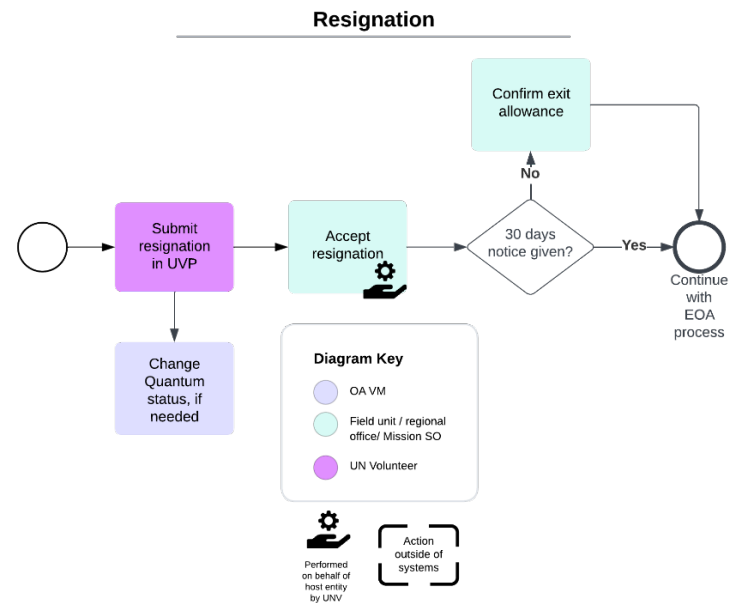 Resignation
Confirm exit
allowance
No
Submit
resignation
in UVP
Accept
resignation
30 days
notice given?
Yes
Continue
with
EOA
process
Change
Quantum
status, if
needed
Diagram Key
OA VM
Field unit / regional
office/ Mission SO
UN Volunteer
Performed
on behalf of
host entity
by UNV
Action
outside of
systems